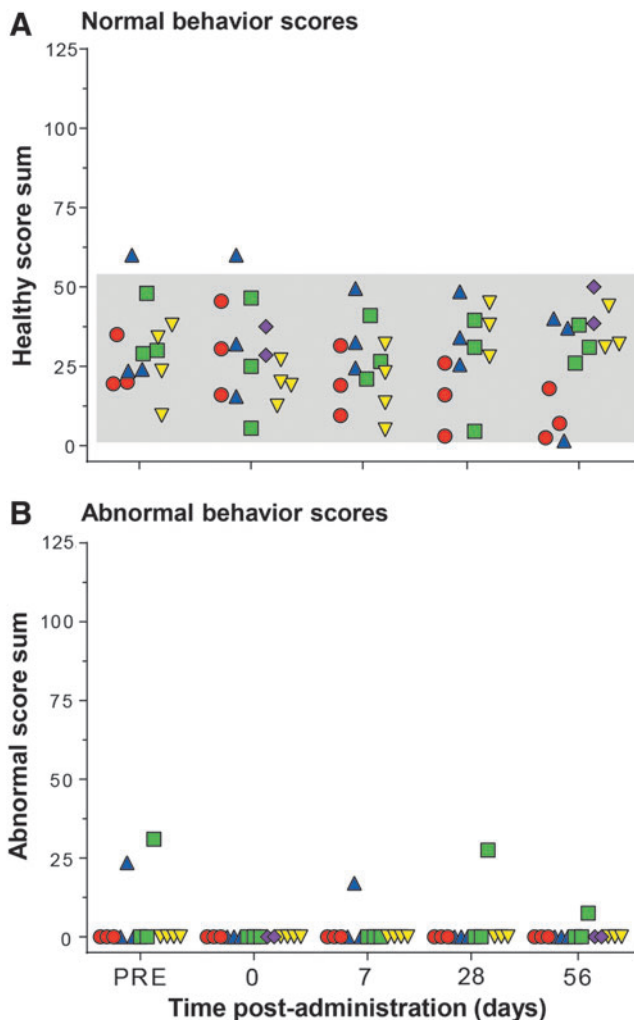 A Normal behavior scores
125
100
75
50
25
0
Healthy score sum
B Abnormal behavior scores
125
100
75
50
25
0
Abnormal score sum
PRE 0 7 28 56
Time post-administration (days)